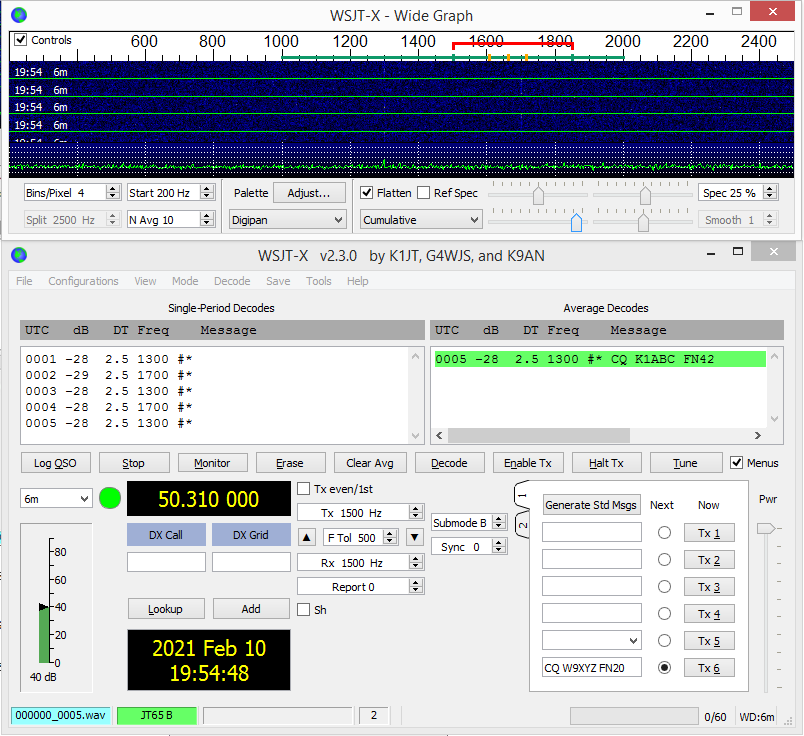 WSJT-X - Wide Graph
Controls 600 800 1000 1200 1400 1600 1800 2000 2200 2400
19:54 6m
19:54 6m
19:54 6m
19:54 6m
19:54 6m
Bins/Pixel 4 Start 200 Hz Palette Adjust... Flatten Ref Spec Spec 25 %
Split 2500 Hz N Avg 10 Digipan Cumulative Smooth 1
WSJT-X v2.3.0 by K1JT, G4WJS, and K9AN
File Configurations View Mode Decode Save Tools Help
Single-Period Decodes Average Decodes
UTC dB DT Freq Message UTC dB DT Freq Message
0001 -28 2.5 1300 #* 0005 -28 2.5 1300 #* CQ K1ABC FN42
0002 -29 2.5 1700 #*
0003 -28 2.5 1300 #*
0004 -28 2.5 1700 #*
0005 -28 2.5 1300 #*
Log QSO Stop Monitor Erase Clear Avg Decode Enable Tx Halt Tx Tune Menus
6m 50.310 000 Tx even/1st 1 Pwr
Tx 1500 Hz Generate Std Msgs Next Now
DX Call DX Grid F Tol 500 Submode B 2 Tx 1
Rx 1500 Hz Sync 0 Tx 2
Report 0 Tx 3
Lookup Add Sh Tx 4
-80
-60
-40
-20
-0
40 dB
2021 Feb 10 Tx 5
19:54:48 CQ W9XYZ FN20 Tx 6
000000_0005.wav JT65 B 2 0/60 WD:6m